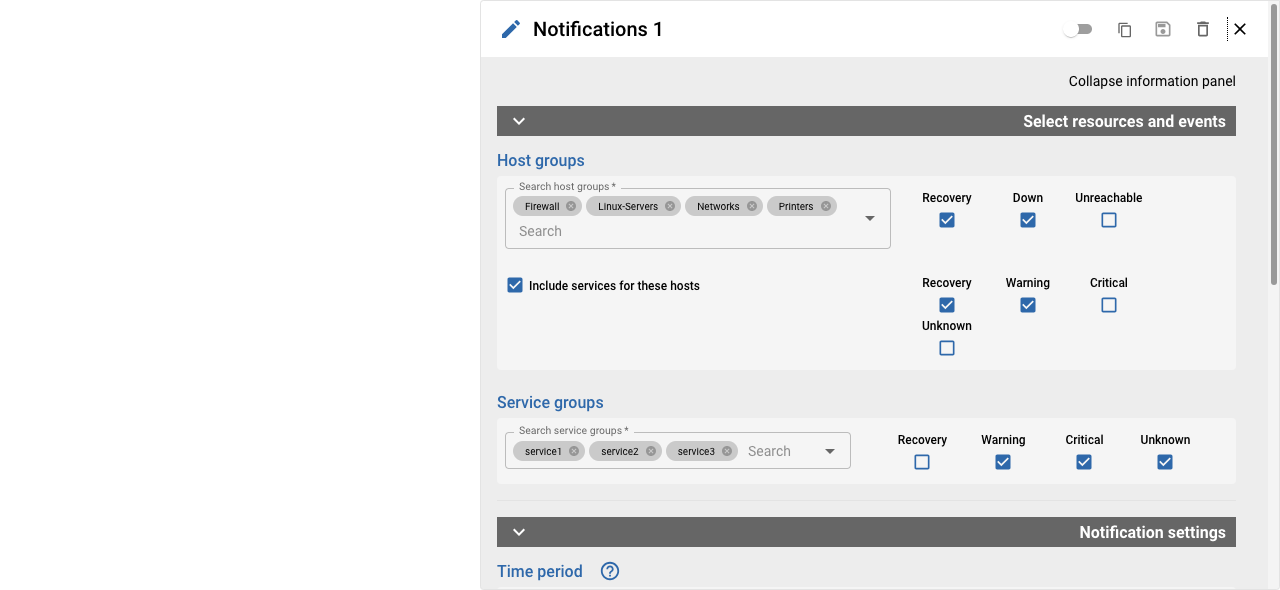 Notifications 1
Collapse information panel
Select resources and events
Host groups
Search host groups *
Firewall Linux-Servers Networks Printers
Search
Recovery Down Unreachable
Include services for these hosts
Recovery Warning Critical
Unknown
Service groups
Search service groups *
service1 service2 service3 Search
Recovery Warning Critical Unknown
Notification settings
Time period ?